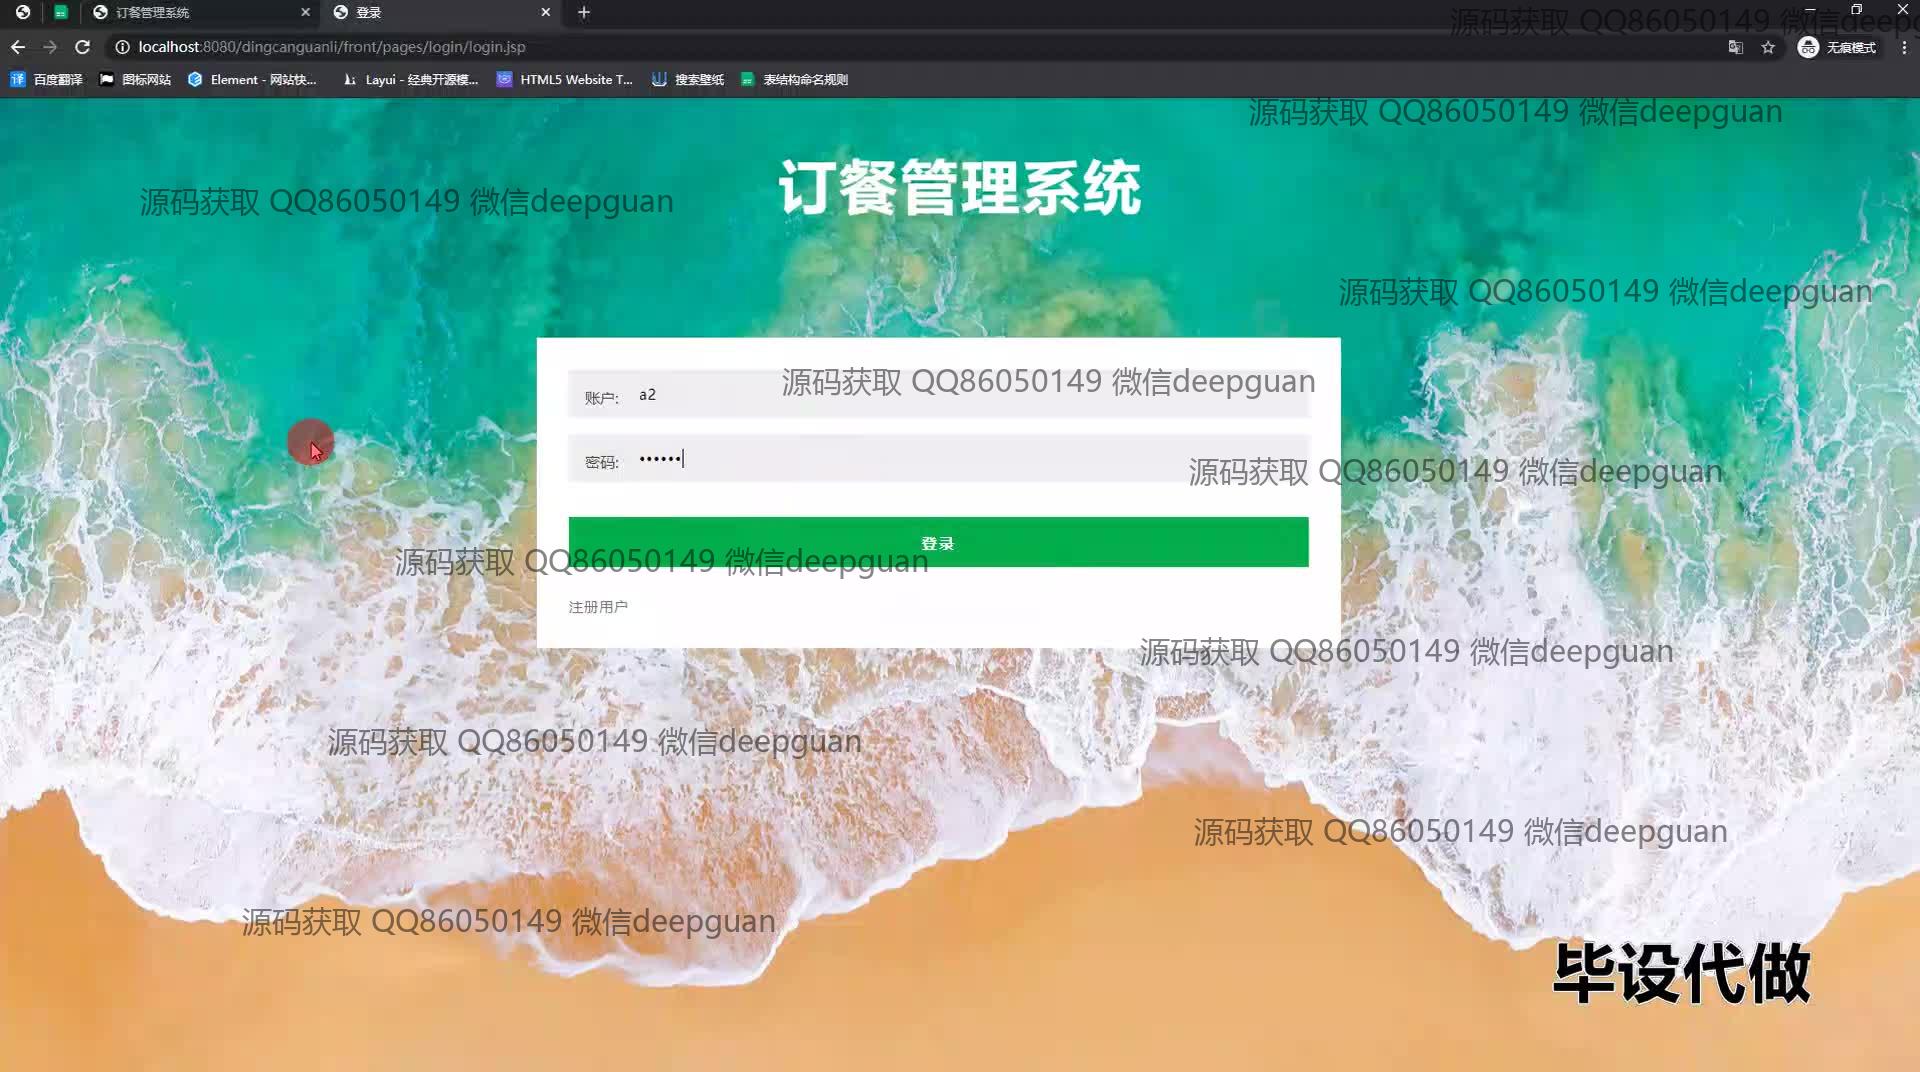 订餐管理系统
登录
localhost:8080/dingcanguanli/front/pages/login/login.jsp
无痕模式
百度翻译
图标网站
Element - 网站快...
Layui - 经典开源模...
HTML5 Website T...
搜索壁纸
表结构命名规则
源码获取 QQ86050149 微信deepg
源码获取 QQ86050149 微信deepguan
订餐管理系统
源码获取 QQ86050149 微信deepguan
源码获取 QQ86050149 微信deepguan
源码获取 QQ86050149 微信deepguan
账户: a2
密码: ••••••
源码获取 QQ86050149 微信deepguan
登录
源码获取 QQ86050149 微信deepguan
注册用户
源码获取 QQ86050149 微信deepguan
源码获取 QQ86050149 微信deepguan
源码获取 QQ86050149 微信deepguan
源码获取 QQ86050149 微信deepguan
毕设代做